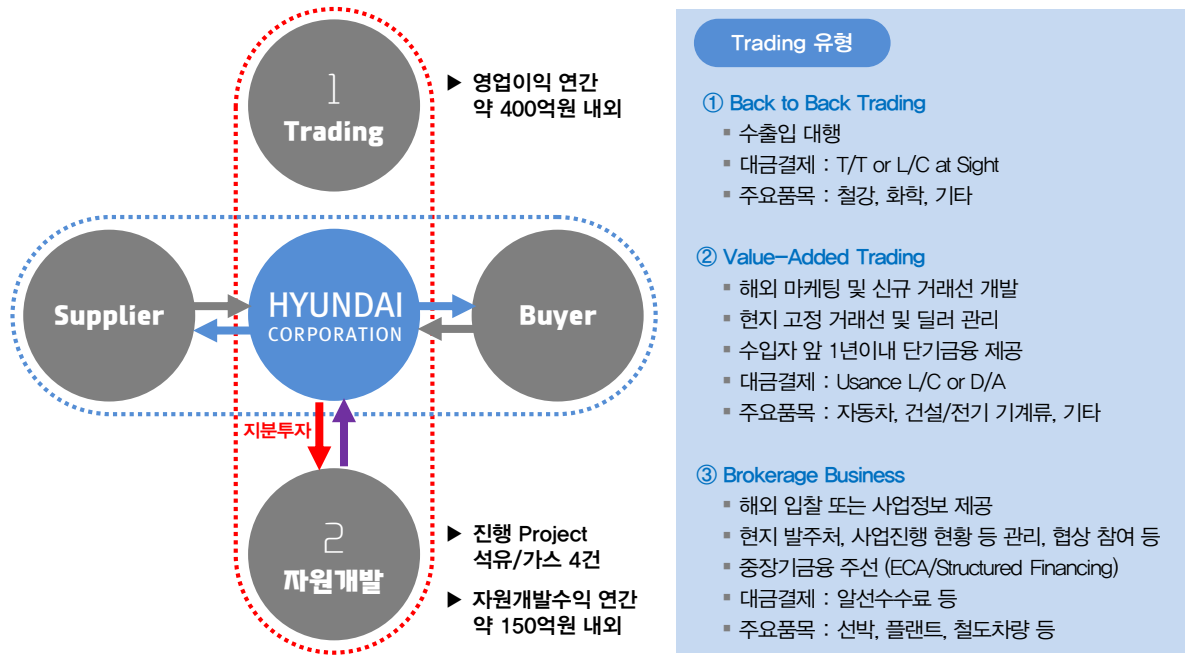 1
Trading
▶ 영업이익 연간
약 400억원 내외
Supplier
HYUNDAI
CORPORATION
Buyer
지분투자
2
자원개발
▶ 진행 Project
석유/가스 4건
▶ 자원개발수익 연간
약 150억원 내외
Trading 유형
① Back to Back Trading
▪ 수출입 대행
▪ 대금결제 : T/T or L/C at Sight
▪ 주요품목 : 철강, 화학, 기타
② Value-Added Trading
▪ 해외 마케팅 및 신규 거래선 개발
▪ 현지 고정 거래선 및 딜러 관리
▪ 수입자 앞 1년이내 단기금융 제공
▪ 대금결제 : Usance L/C or D/A
▪ 주요품목 : 자동차, 건설/전기 기계류, 기타
③ Brokerage Business
▪ 해외 입찰 또는 사업정보 제공
▪ 현지 발주처, 사업진행 현황 등 관리, 협상 참여 등
▪ 중장기금융 주선 (ECA/Structured Financing)
▪ 대금결제 : 알선수수료 등
▪ 주요품목 : 선박, 플랜트, 철도차량 등